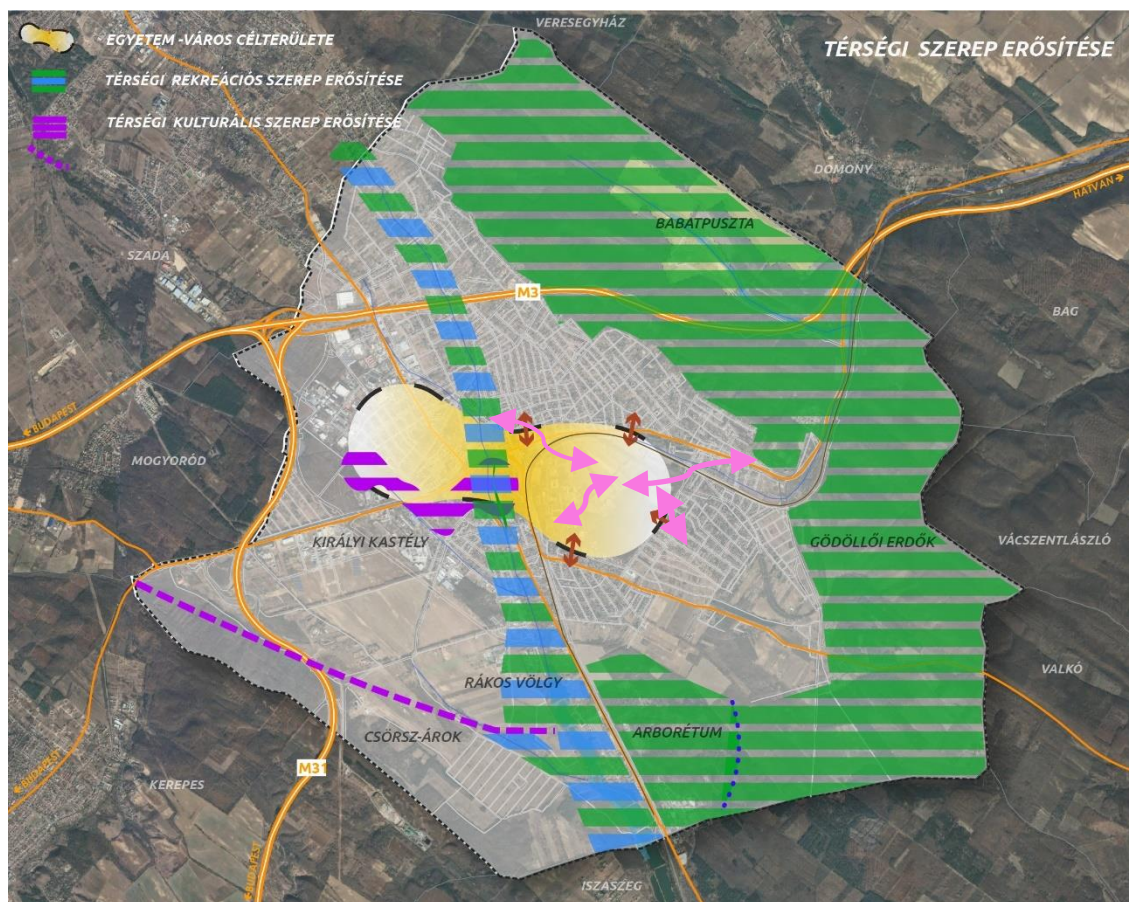 VERESEGYHÁZ
EGYETEM -VÁROS CÉLTERÜLETE
TÉRSÉGI SZEREP ERŐSÍTÉSE
TÉRSÉGI REKREÁCIÓS SZEREP ERŐSÍTÉSE
TÉRSÉGI KULTURÁLIS SZEREP ERŐSÍTÉSE
DOMONY
HATVAN
BABATPUSZTA
SZADA
M3
BAG
BUDAPEST
MOGYORÓD
KIRÁLYI KASTÉLY
GÖDÖLLŐI ERDŐK
VÁCSZENTLÁSZLÓ
VALKÓ
RÁKOS VÖLGY
CSÖRSZ-ÁROK
ARBORÉTUM
M31
BUDAPEST
KEREPES
BUDAPEST
ISZASZEG